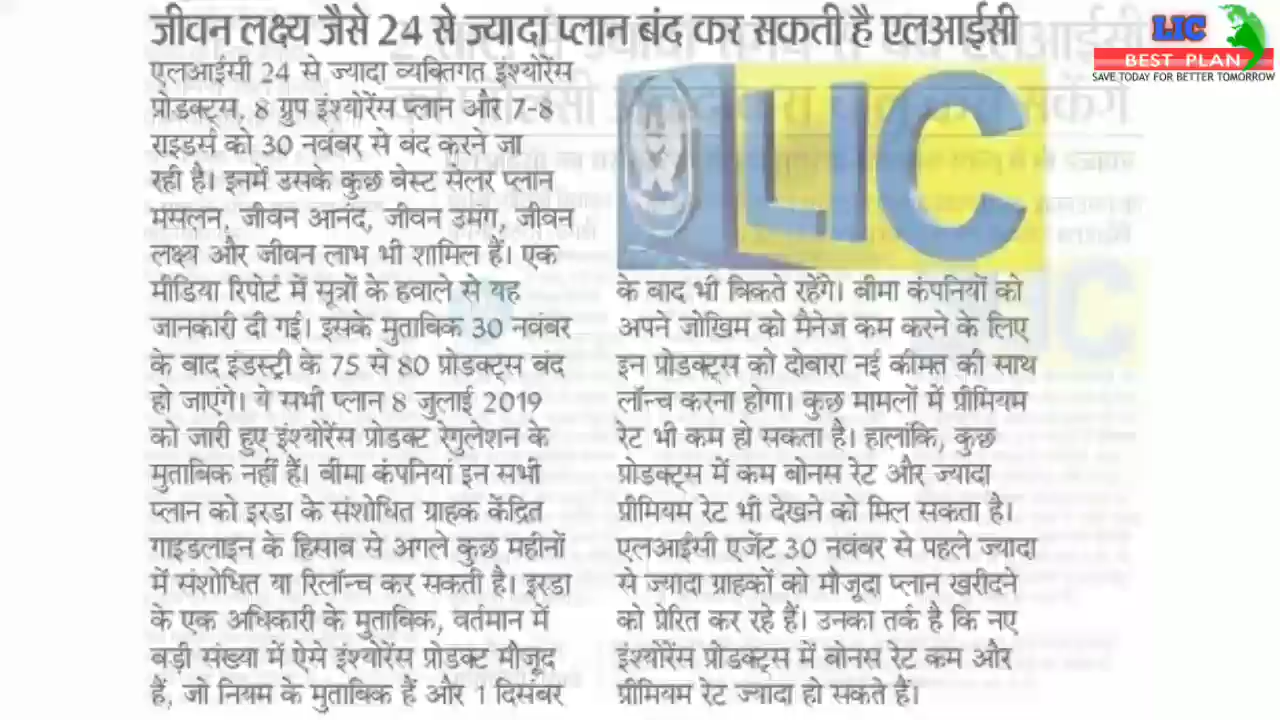 जीवन लक्ष्य जैसे 24 से ज्यादा प्लान बंद कर सकती है एलआईसी
एलआईसी 24 से ज्यादा व्यक्तिगत इंश्योरेंस
प्रोडक्ट्स, 8 ग्रुप इंश्योरेंस प्लान और 7-8
राइडर्स को 30 नवंबर से बंद करने जा
रही है। इनमें उसके कुछ बेस्ट सेलर प्लान
मसलन, जीवन आनंद, जीवन उमंग, जीवन
लक्ष्य और जीवन लाभ भी शामिल हैं। एक
मीडिया रिपोर्ट में सूत्रों के हवाले से यह
जानकारी दी गई। इसके मुताबिक 30 नवंबर
के बाद इंडस्ट्री के 75 से 80 प्रोडक्ट्स बंद
हो जाएंगे। ये सभी प्लान 8 जुलाई 2019
को जारी हुए इंश्योरेंस प्रोडक्ट रेगुलेशन के
मुताबिक नहीं हैं। बीमा कंपनियां इन सभी
प्लान को इरडा के संशोधित ग्राहक केंद्रित
गाइडलाइन के हिसाब से अगले कुछ महीनों
में संशोधित या रिलॉन्च कर सकती है। इरडा
के एक अधिकारी के मुताबिक, वर्तमान में
बड़ी संख्या में ऐसे इंश्योरेंस प्रोडक्ट मौजूद
हैं, जो नियम के मुताबिक हैं और 1 दिसंबर
LIC
के बाद भी बिकते रहेंगे। बीमा कंपनियों को
अपने जोखिम को मैनेज कम करने के लिए
इन प्रोडक्ट्स को दोबारा नई कीमत की साथ
लॉन्च करना होगा। कुछ मामलों में प्रीमियम
रेट भी कम हो सकता है। हालांकि, कुछ
प्रोडक्ट्स में कम बोनस रेट और ज्यादा
प्रीमियम रेट भी देखने को मिल सकता है।
एलआईसी एजेंट 30 नवंबर से पहले ज्यादा
से ज्यादा ग्राहकों को मौजूदा प्लान खरीदने
को प्रेरित कर रहे हैं। उनका तर्क है कि नए
इंश्योरेंस प्रोडक्ट्स में बोनस रेट कम और
प्रीमियम रेट ज्यादा हो सकते हैं।
LIC
BEST PLAN
SAVE TODAY FOR BETTER TOMORROW